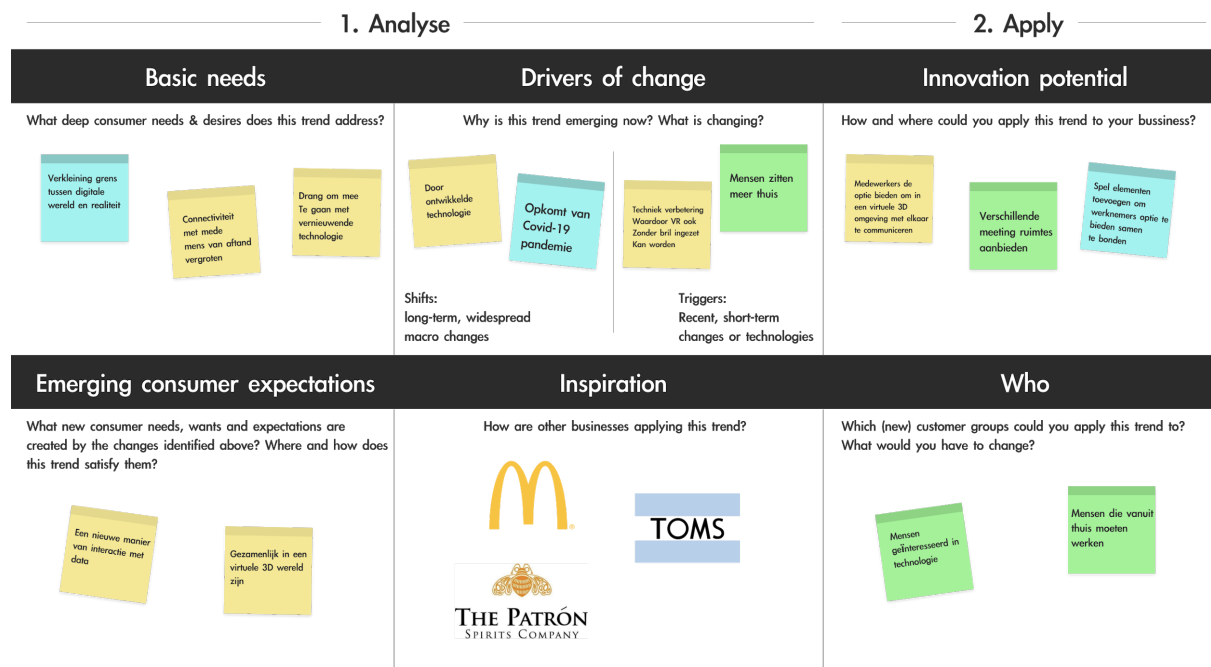 1. Analyse
2. Apply
Basic needs
Drivers of change
Innovation potential
What deep consumer needs & desires does this trend address?
Why is this trend emerging now? What is changing?
How and where could you apply this trend to your bussiness?
Verkleining grens
tussen digitale
wereld en realiteit
Connectiviteit
met mede
mens van aftand
vergroten
Drang om mee
Te gaan met
vernieuwende
technologie
Door
ontwikkelde
technologie
Opkomt van
Covid-19
pandemie
Techniek verbetering
Waardoor VR ook
Zonder bril ingezet
Kan worden
Mensen zitten
meer thuis
Shifts:
long-term, widespread
macro changes
Triggers:
Recent, short-term
changes or technologies
Medewerkers de
optie bieden om in
een virtuele 3D
omgeving met elkaar
te communiceren
Verschillende
meeting ruimtes
aanbieden
Spel elementen
toevoegen om
werknemers optie te
bieden samen
te bonden
Emerging consumer expectations
Inspiration
Who
What new consumer needs, wants and expectations are
created by the changes identified above? Where and how does
this trend satisfy them?
How are other businesses applying this trend?
Which (new) customer groups could you apply this trend to?
What would you have to change?
Een nieuwe manier
van interactie met
data
Gezamenlijk in een
virtuele 3D wereld
zijn
TOMS
THE PATRÓN
SPIRITS COMPANY
Mensen
geïnteresseerd in
technologie
Mensen die vanuit
thuis moeten
werken